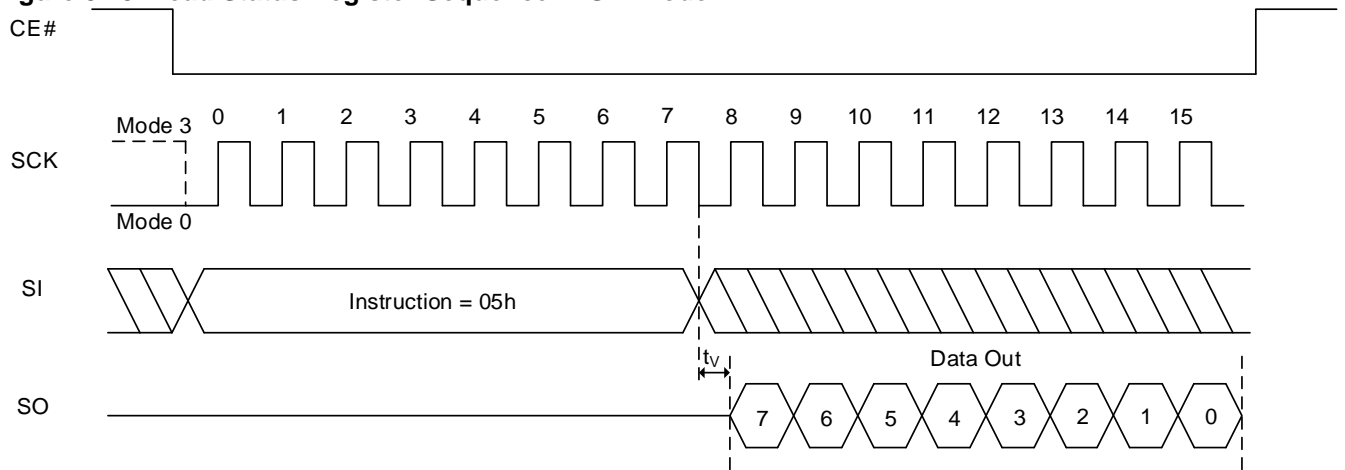 CE#
0 1 2 3 4 5 6 7 8 9 10 11 12 13 14 15
Mode 3
SCK
Mode 0
SI
Instruction = 05h
tV
Data Out
SO
7 6 5 4 3 2 1 0